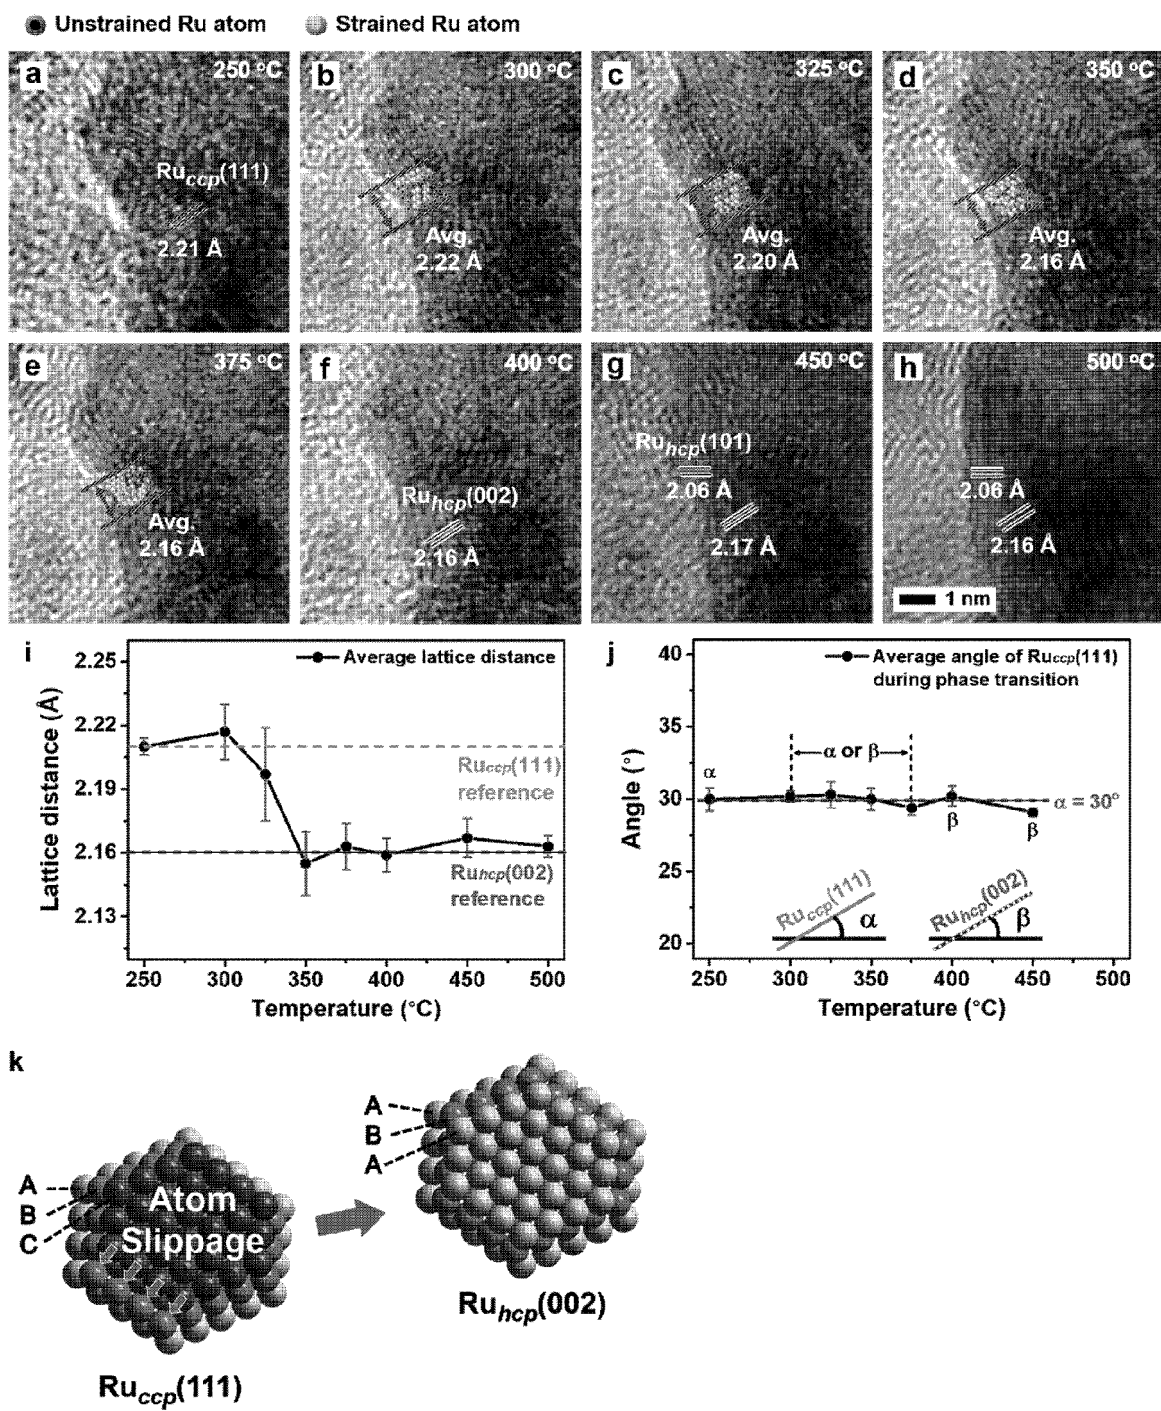 Unstrained Ru atom
Strained Ru atom
a
250 °C
Ruccp(111)
2.21 Å
b
300 °C
Avg.
2.22 Å
c
325 °C
Avg.
2.20 Å
d
350 °C
Avg.
2.16 Å
e
375 °C
Avg.
2.16 Å
f
400 °C
Ruhcp(002)
2.16 Å
g
450 °C
Ruhcp(101)
2.06 Å
2.17 Å
h
500 °C
2.06 Å
2.16 Å
1 nm
i
Average lattice distance
Lattice distance (Å)
2.25
2.22
2.19
2.16
2.13
Ruccp(111)
reference
Ruhcp(002)
reference
250
300
350
400
450
500
Temperature (°C)
j
Average angle of Ruccp(111)
during phase transition
Angle (°)
40
35
30
25
20
α
α or β
α = 30°
β
β
Ruccp(111)
α
Ruhcp(002)
β
250
300
350
400
450
500
Temperature (°C)
k
A
B
C
Atom
Slippage
Ruccp(111)
A
B
A
Ruhcp(002)